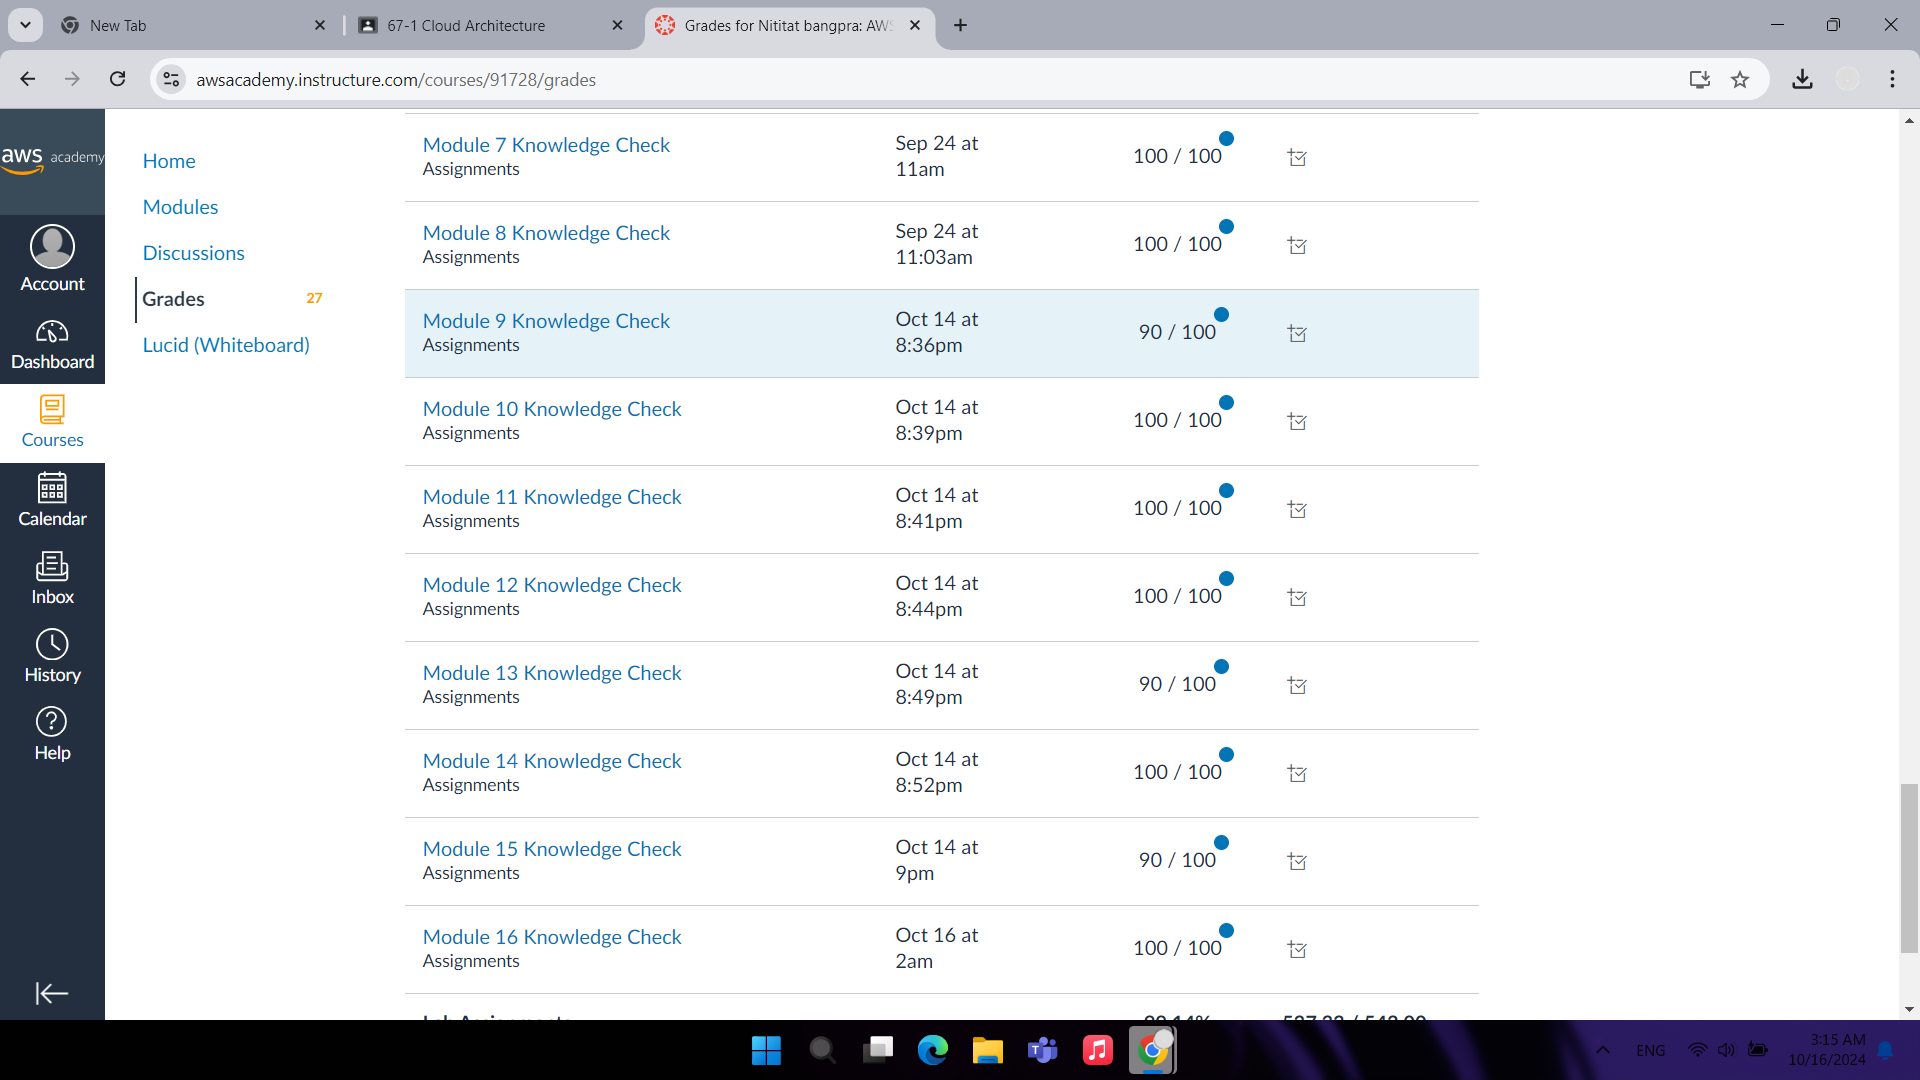 New Tab
67-1 Cloud Architecture
Grades for Nititat bangpra: AWS
awsacademy.instructure.com/courses/91728/grades
aws academy
Account
Dashboard
Courses
Calendar
Inbox
History
Help
Home
Modules
Discussions
Grades 27
Lucid (Whiteboard)
Module 7 Knowledge Check
Assignments
Sep 24 at
11am
100 / 100
Module 8 Knowledge Check
Assignments
Sep 24 at
11:03am
100 / 100
Module 9 Knowledge Check
Assignments
Oct 14 at
8:36pm
90 / 100
Module 10 Knowledge Check
Assignments
Oct 14 at
8:39pm
100 / 100
Module 11 Knowledge Check
Assignments
Oct 14 at
8:41pm
100 / 100
Module 12 Knowledge Check
Assignments
Oct 14 at
8:44pm
100 / 100
Module 13 Knowledge Check
Assignments
Oct 14 at
8:49pm
90 / 100
Module 14 Knowledge Check
Assignments
Oct 14 at
8:52pm
100 / 100
Module 15 Knowledge Check
Assignments
Oct 14 at
9pm
90 / 100
Module 16 Knowledge Check
Assignments
Oct 16 at
2am
100 / 100
ENG
3:15 AM
10/16/2024